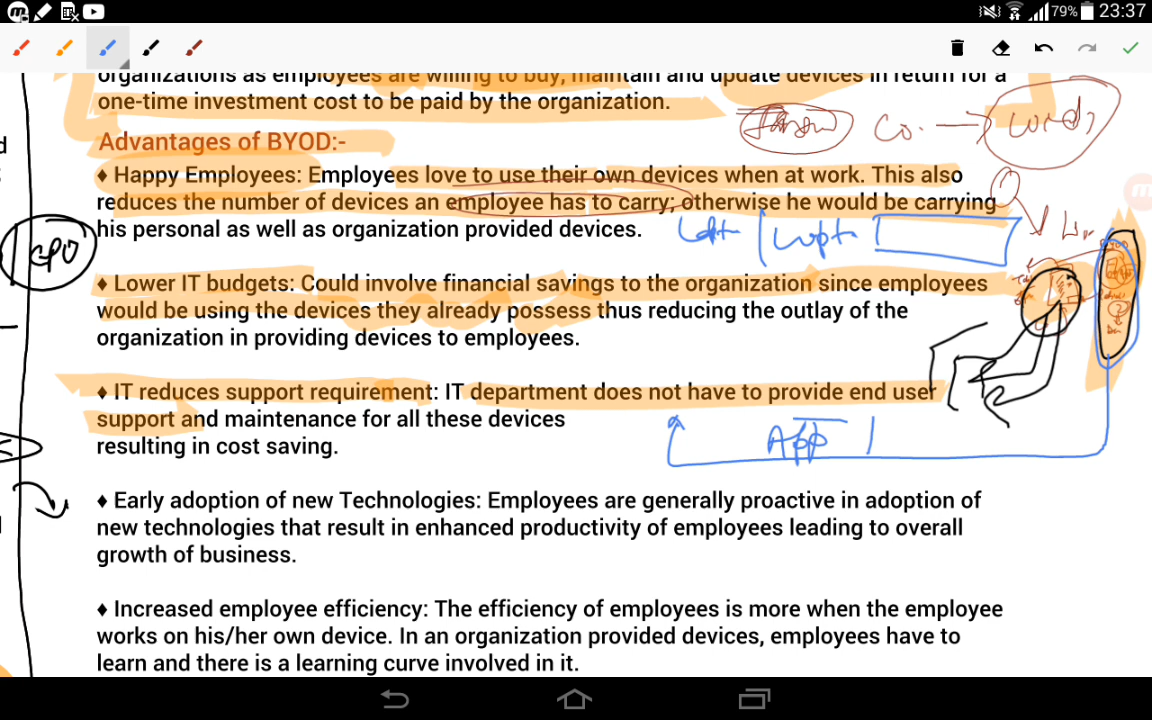 79% 23:37
organizations as employees are willing to buy, maintain and update devices in return for a
one-time investment cost to be paid by the organization.
Co.
Advantages of BYOD:-
♦ Happy Employees: Employees love to use their own devices when at work. This also
reduces the number of devices an employee has to carry; otherwise he would be carrying
his personal as well as organization provided devices.
♦ Lower IT budgets: Could involve financial savings to the organization since employees
would be using the devices they already possess thus reducing the outlay of the
organization in providing devices to employees.
♦ IT reduces support requirement: IT department does not have to provide end user
support and maintenance for all these devices
App
resulting in cost saving.
♦ Early adoption of new Technologies: Employees are generally proactive in adoption of
new technologies that result in enhanced productivity of employees leading to overall
growth of business.
♦ Increased employee efficiency: The efficiency of employees is more when the employee
works on his/her own device. In an organization provided devices, employees have to
learn and there is a learning curve involved in it.